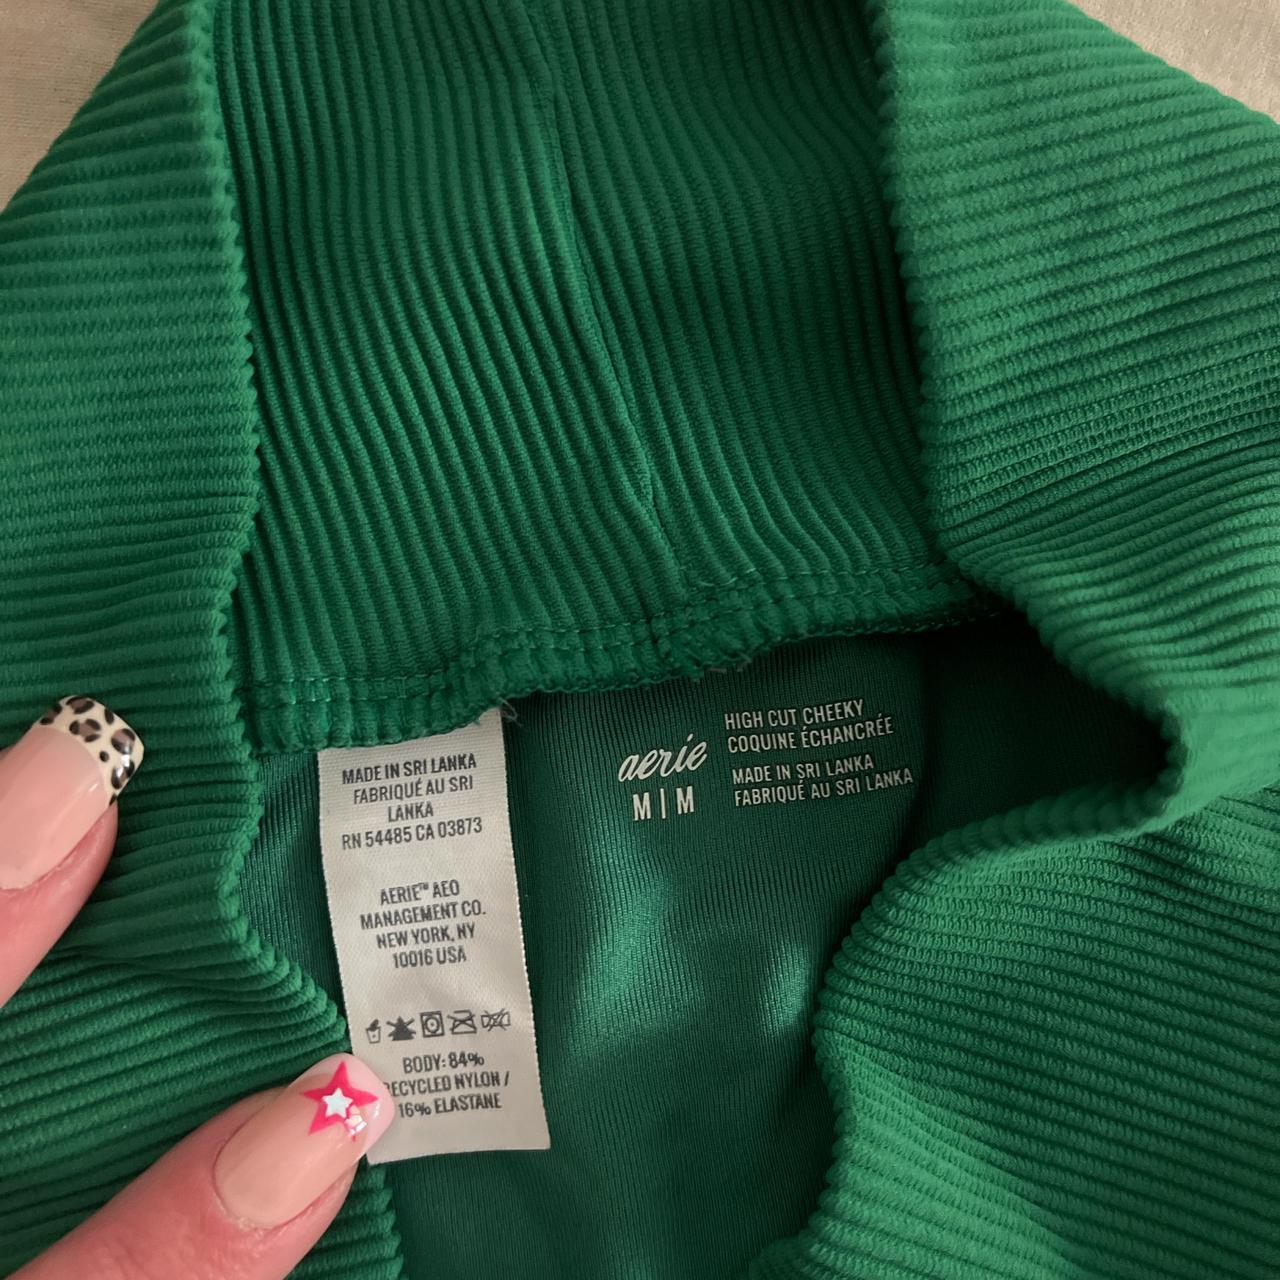 MADE IN SRI LANKA
FABRIQUÉ AU SRI
LANKA
RN 54485 CA 03873
AERIE™ AEO
MANAGEMENT CO.
NEW YORK, NY
10016 USA
BODY: 84%
ECYCLED NYLON /
16% ELASTANE
aerie
M|M
HIGH CUT CHEEKY
COQUINE ÉCHANCRÉE
MADE IN SRI LANKA
FABRIQUÉ AU SRI LANKA